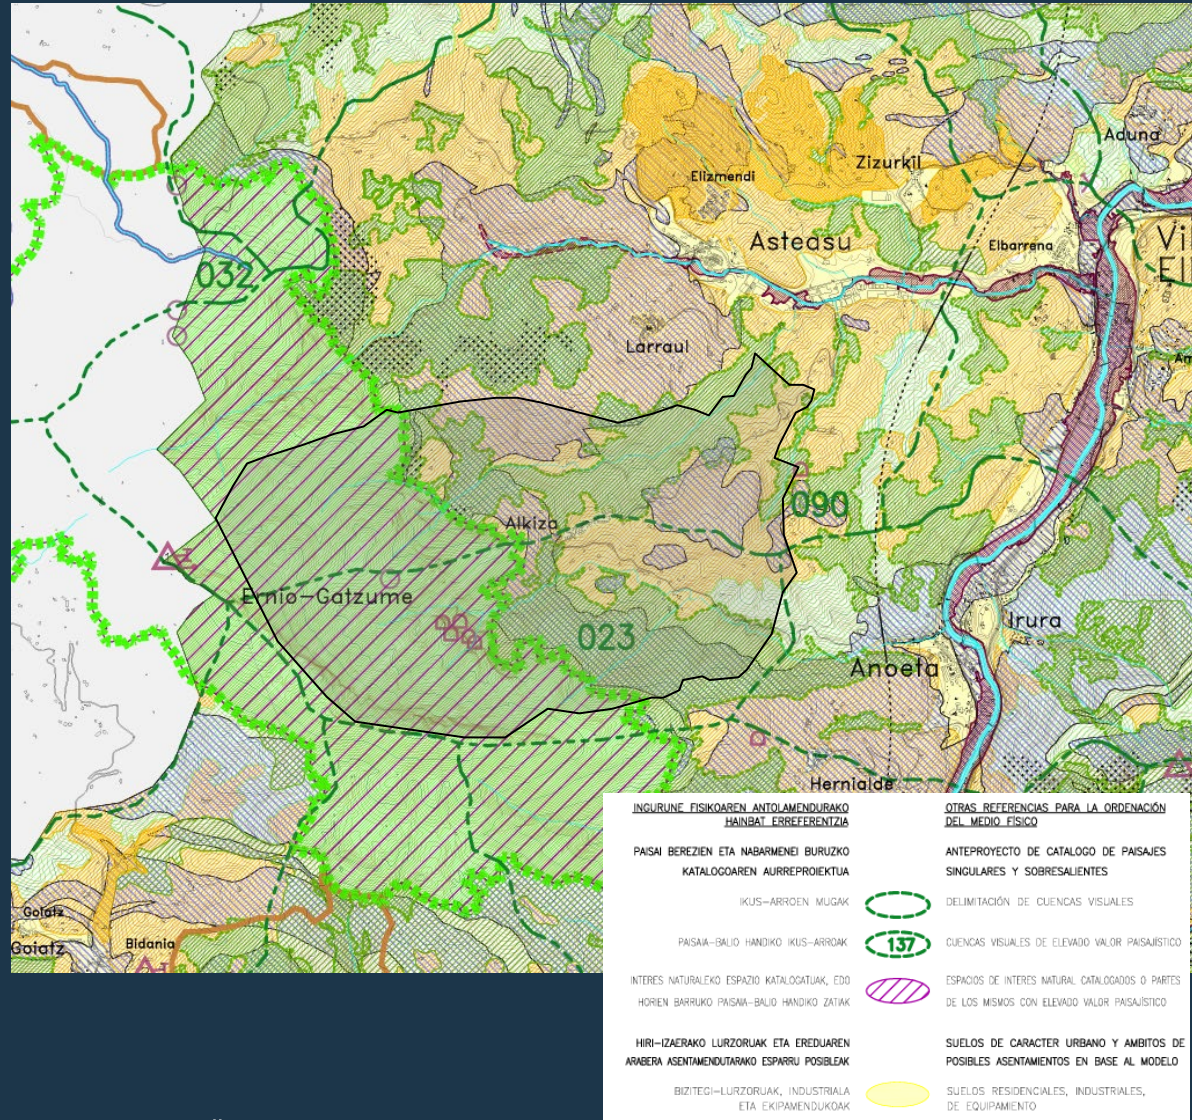 Aduna
Zizurkil
Elizmendi
Asteasu
Elbarrena
Vi
El
032
Larraul
Am
090
Alkiza
Ernio-Gatzume
023
Irura
Anoeta
Hernialde
Goiatz
Goiatz
Bidania
INGURUNE FISIKOAREN ANTOLAMENDURAKO
HAINBAT ERREFERENTZIA
OTRAS REFERENCIAS PARA LA ORDENACIÓN
DEL MEDIO FÍSICO
PAISAI BEREZIEN ETA NABARMENEI BURUZKO
KATALOGOAREN AURREPROIEKTUA
ANTEPROYECTO DE CATALOGO DE PAISAJES
SINGULARES Y SOBRESALIENTES
IKUS-ARROEN MUGAK
DELIMITACIÓN DE CUENCAS VISUALES
PAISAIA-BALIO HANDIKO IKUS-ARROAK
137
CUENCAS VISUALES DE ELEVADO VALOR PAISAJÍSTICO
INTERES NATURALEKO ESPAZIO KATALOGATUAK, EDO
HORIEN BARRUKO PAISAIA-BALIO HANDIKO ZATIAK
ESPACIOS DE INTERES NATURAL CATALOGADOS O PARTES
DE LOS MISMOS CON ELEVADO VALOR PAISAJÍSTICO
HIRI-IZAERAKO LURZORUAK ETA EREDUAREN
ARABERA ASENTAMENDUTARAKO ESPARRU POSIBLEAK
SUELOS DE CARACTER URBANO Y AMBITOS DE
POSIBLES ASENTAMIENTOS EN BASE AL MODELO
BIZITEGI-LURZORUAK, INDUSTRIALA
ETA EKIPAMENDUKOAK
SUELOS RESIDENCIALES, INDUSTRIALES,
DE EQUIPAMIENTO